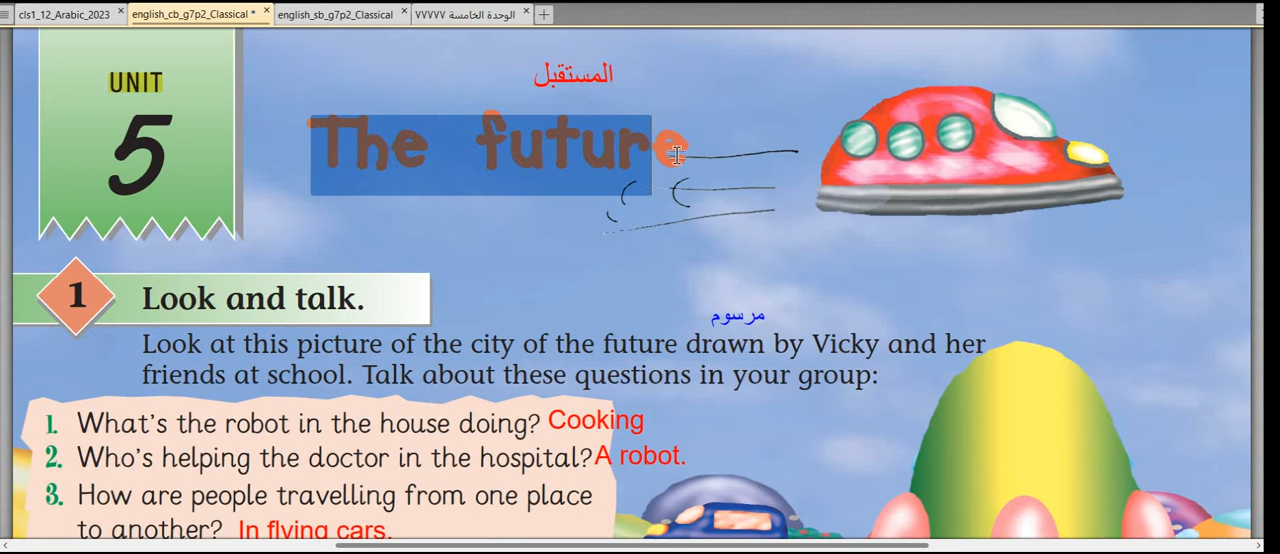 cls1_12_Arabic_2023
english_cb_g7p2_Classical *
english_sb_g7p2_Classical
الوحدة الخامسة ٧٧٧٧٧
UNIT
5
المستقبل
The future
1 Look and talk.
مرسوم
Look at this picture of the city of the future drawn by Vicky and her
friends at school. Talk about these questions in your group:
1. What's the robot in the house doing? Cooking
2. Who's helping the doctor in the hospital? A robot.
3. How are people travelling from one place
to another? In flying cars.